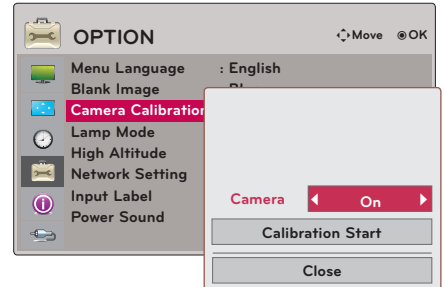 OPTION
Move ◉OK
Menu Language : English
Blank Image :
Camera Calibration
Lamp Mode
High Altitude
Network Setting
Input Label
Power Sound
Camera ◀ On ▶
Calibration Start
Close